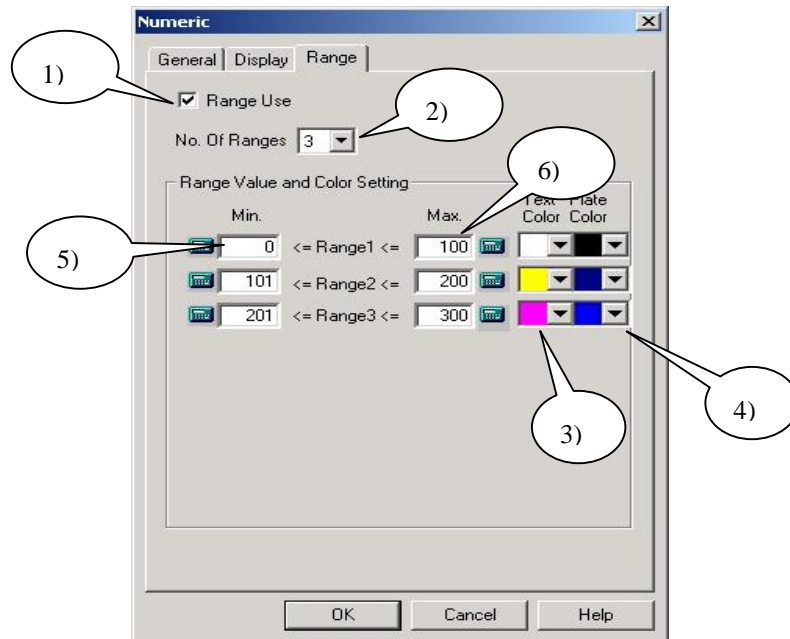 Numeric
General Display Range
1)
Range Use
2)
No. Of Ranges 3
6)
Range Value and Color Setting
Min. Max. Text Color Plate Color
5)
0 <= Range1 <= 100
101 <= Range2 <= 200
201 <= Range3 <= 300
3)
4)
OK Cancel Help